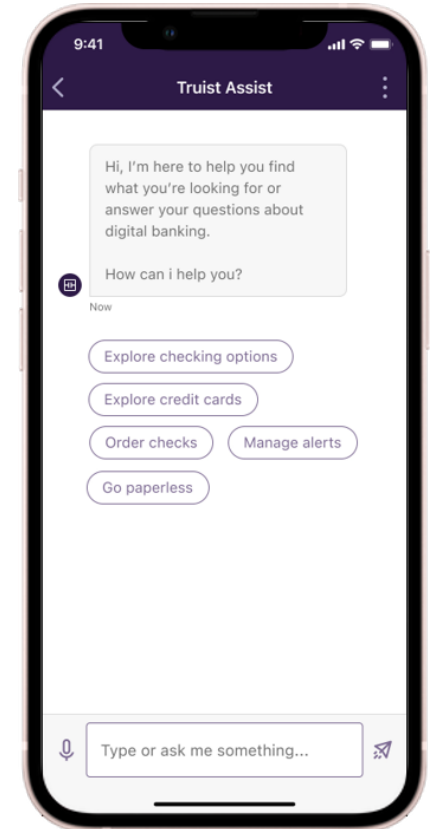 9:41
Truist Assist
Hi, I'm here to help you find
what you're looking for or
answer your questions about
digital banking.
How can i help you?
Now
Explore checking options
Explore credit cards
Order checks
Manage alerts
Go paperless
Type or ask me something...